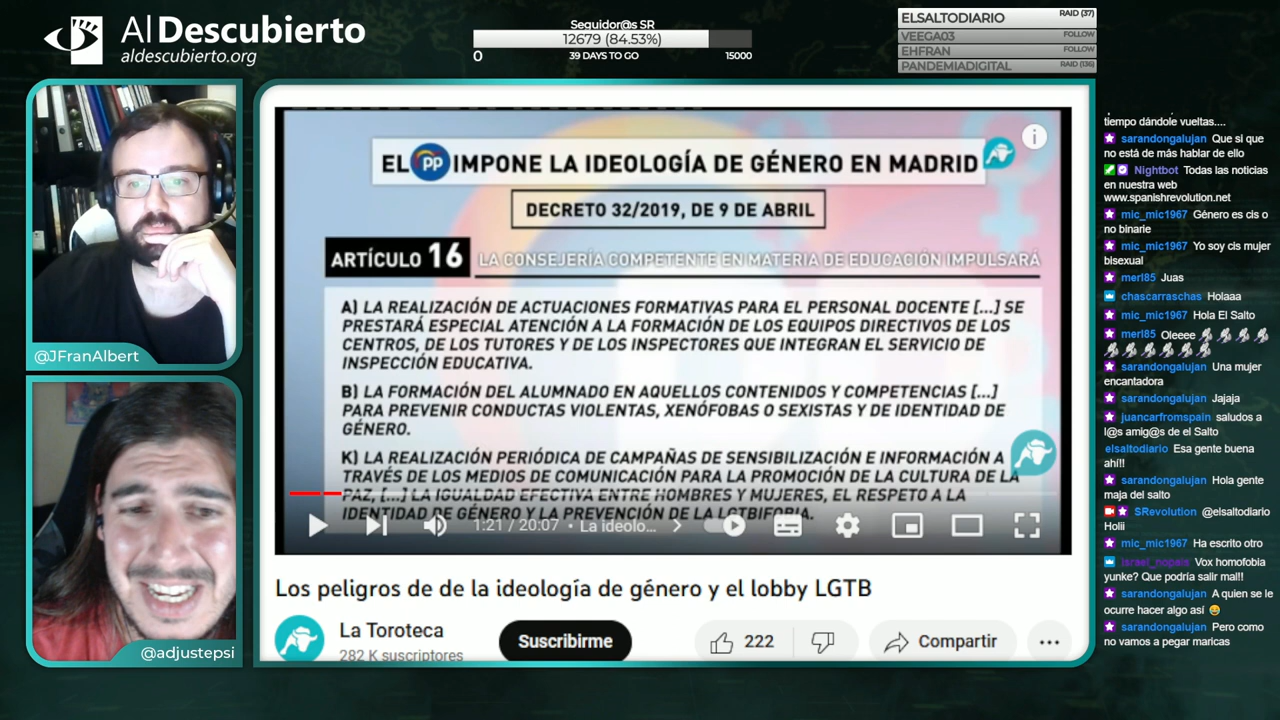 Al Descubierto
aldescubierto.org
Seguidor@s SR
12679 (84.53%)
0
39 DAYS TO GO
15000
ELSALTODIARIO RAID (37)
VEEGA03 FOLLOW
EHFRAN FOLLOW
PANDEMIADIGITAL RAID (136)
@JFranAlbert
@adjustepsi
EL PP IMPONE LA IDEOLOGÍA DE GÉNERO EN MADRID
DECRETO 32/2019, DE 9 DE ABRIL
ARTÍCULO 16 LA CONSEJERÍA COMPETENTE EN MATERIA DE EDUCACIÓN IMPULSARÁ
A) LA REALIZACIÓN DE ACTUACIONES FORMATIVAS PARA EL PERSONAL DOCENTE [...] SE
PRESTARÁ ESPECIAL ATENCIÓN A LA FORMACIÓN DE LOS EQUIPOS DIRECTIVOS DE LOS
CENTROS, DE LOS TUTORES Y DE LOS INSPECTORES QUE INTEGRAN EL SERVICIO DE
INSPECCIÓN EDUCATIVA.
B) LA FORMACIÓN DEL ALUMNADO EN AQUELLOS CONTENIDOS Y COMPETENCIAS [...]
PARA PREVENIR CONDUCTAS VIOLENTAS, XENÓFOBAS O SEXISTAS Y DE IDENTIDAD DE
GÉNERO.
K) LA REALIZACIÓN PERIÓDICA DE CAMPAÑAS DE SENSIBILIZACIÓN E INFORMACIÓN A
TRAVÉS DE LOS MEDIOS DE COMUNICACIÓN PARA LA PROMOCIÓN DE LA CULTURA DE LA
PAZ, [...] LA IGUALDAD EFECTIVA ENTRE HOMBRES Y MUJERES, EL RESPETO A LA
IDENTIDAD DE GÉNERO Y LA PREVENCIÓN DE LA LGTBIFOBIA.
1:21 / 20:07 • La ideolo...
Los peligros de de la ideología de género y el lobby LGTB
La Toroteca
282 K suscriptores
Suscribirme
222
Compartir
tiempo dándole vueltas....
sarandongalujan Que si que
no está de más hablar de ello
Nightbot Todas las noticias
en nuestra web
www.spanishrevolution.net
mic_mic1967 Género es cis o
no binarie
mic_mic1967 Yo soy cis mujer
bisexual
merl85 Juas
chascarraschas Holaaa
mic_mic1967 Hola El Salto
merl85 Oleeee
sarandongalujan Una mujer
encantadora
sarandongalujan Jajaja
juancarfromspain saludos a
l@s amig@s de el Salto
elsaltodiario Esa gente buena
ahí!!
sarandongalujan Hola gente
maja del salto
SRevolution @elsaltodiario
Holii
mic_mic1967 Ha escrito otro
israel_nopais Vox homofobia
yunke? Que podría salir mal!!
sarandongalujan A quien se le
ocurre hacer algo así
sarandongalujan Pero como
no vamos a pegar maricas